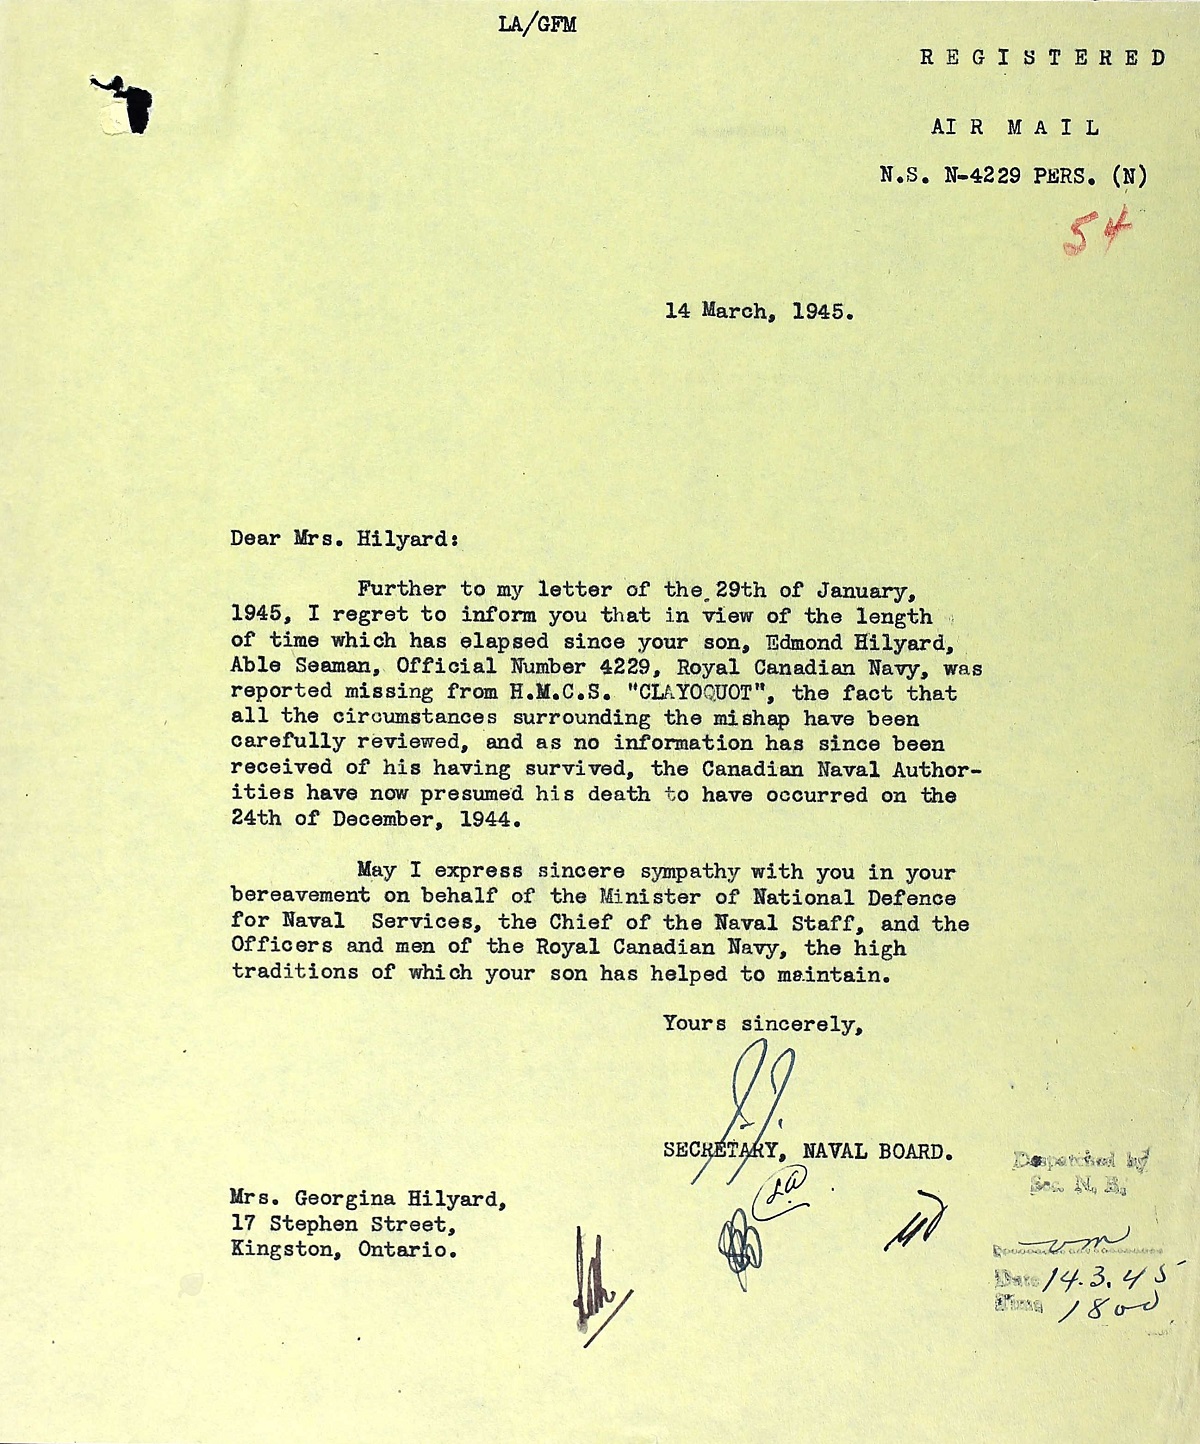 LA/GFM
REGISTERED
AIR MAIL
N.S. N-4229 PERS. (N)
54
14 March, 1945.
Dear Mrs. Hilyard:
Further to my letter of the 29th of January,
1945, I regret to inform you that in view of the length
of time which has elapsed since your son, Edmond Hilyard,
Able Seaman, Official Number 4229, Royal Canadian Navy, was
reported missing from H.M.C.S. "CLAYOQUOT", the fact that
all the circumstances surrounding the mishap have been
carefully reviewed, and as no information has since been
received of his having survived, the Canadian Naval Author-
ities have now presumed his death to have occurred on the
24th of December, 1944.
May I express sincere sympathy with you in your
bereavement on behalf of the Minister of National Defence
for Naval Services, the Chief of the Naval Staff, and the
Officers and men of the Royal Canadian Navy, the high
traditions of which your son has helped to maintain.
Yours sincerely,
SECRETARY, NAVAL BOARD.
LA
Mrs. Georgina Hilyard,
17 Stephen Street,
Kingston, Ontario.
Despatched by
Sec. N. B.
Date 14.3.45
Time 1800